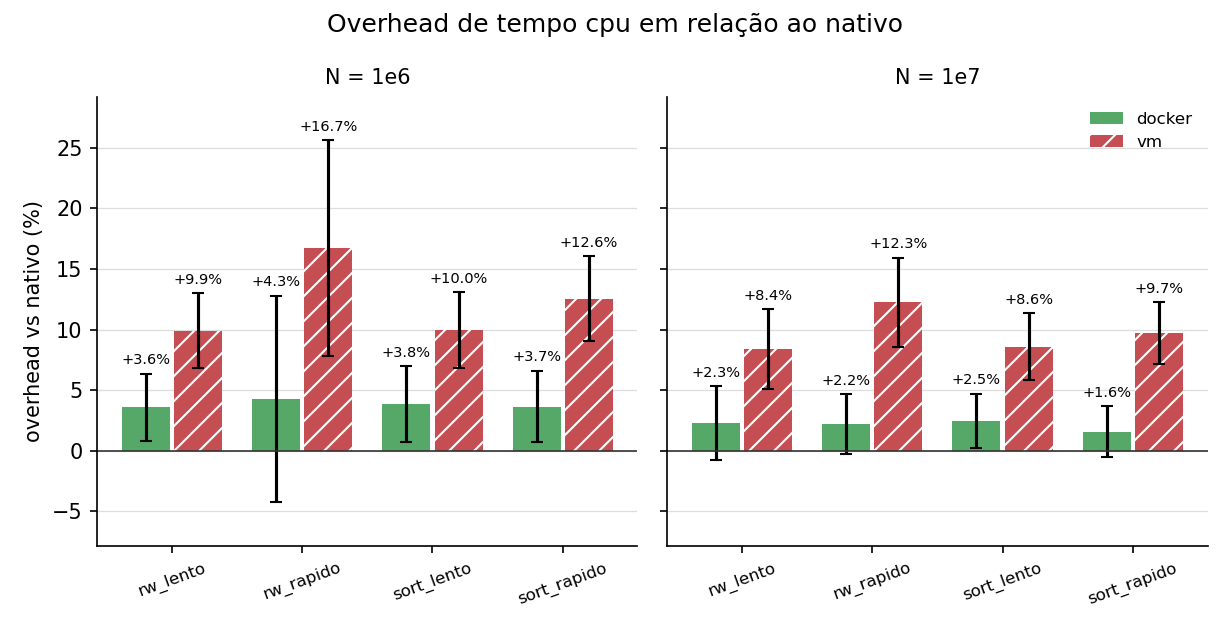 Overhead de tempo cpu em relação ao nativo
N = 1e6
N = 1e7
overhead vs nativo (%)
25
20
15
10
5
0
−5
+3.6%
+9.9%
+4.3%
+16.7%
+3.8%
+10.0%
+3.7%
+12.6%
rw_lento
rw_rapido
sort_lento
sort_rapido
docker
vm
+2.3%
+8.4%
+2.2%
+12.3%
+2.5%
+8.6%
+1.6%
+9.7%
rw_lento
rw_rapido
sort_lento
sort_rapido